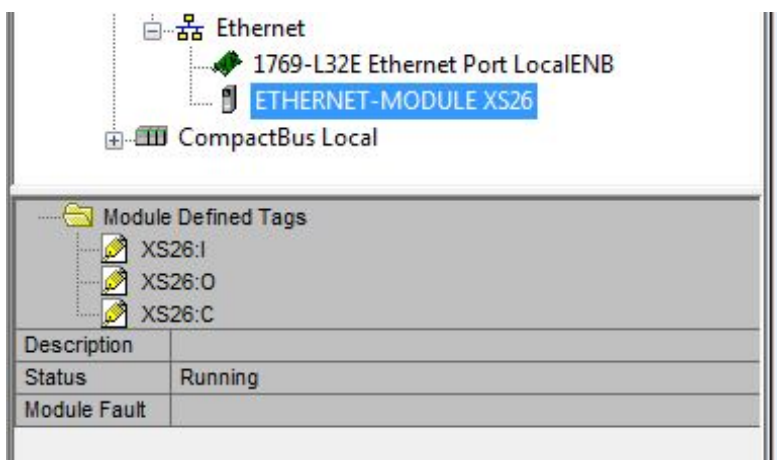 Ethernet
1769-L32E Ethernet Port LocalENB
ETHERNET-MODULE XS26
CompactBus Local
Module Defined Tags
XS26:I
XS26:O
XS26:C
Description
Status Running
Module Fault